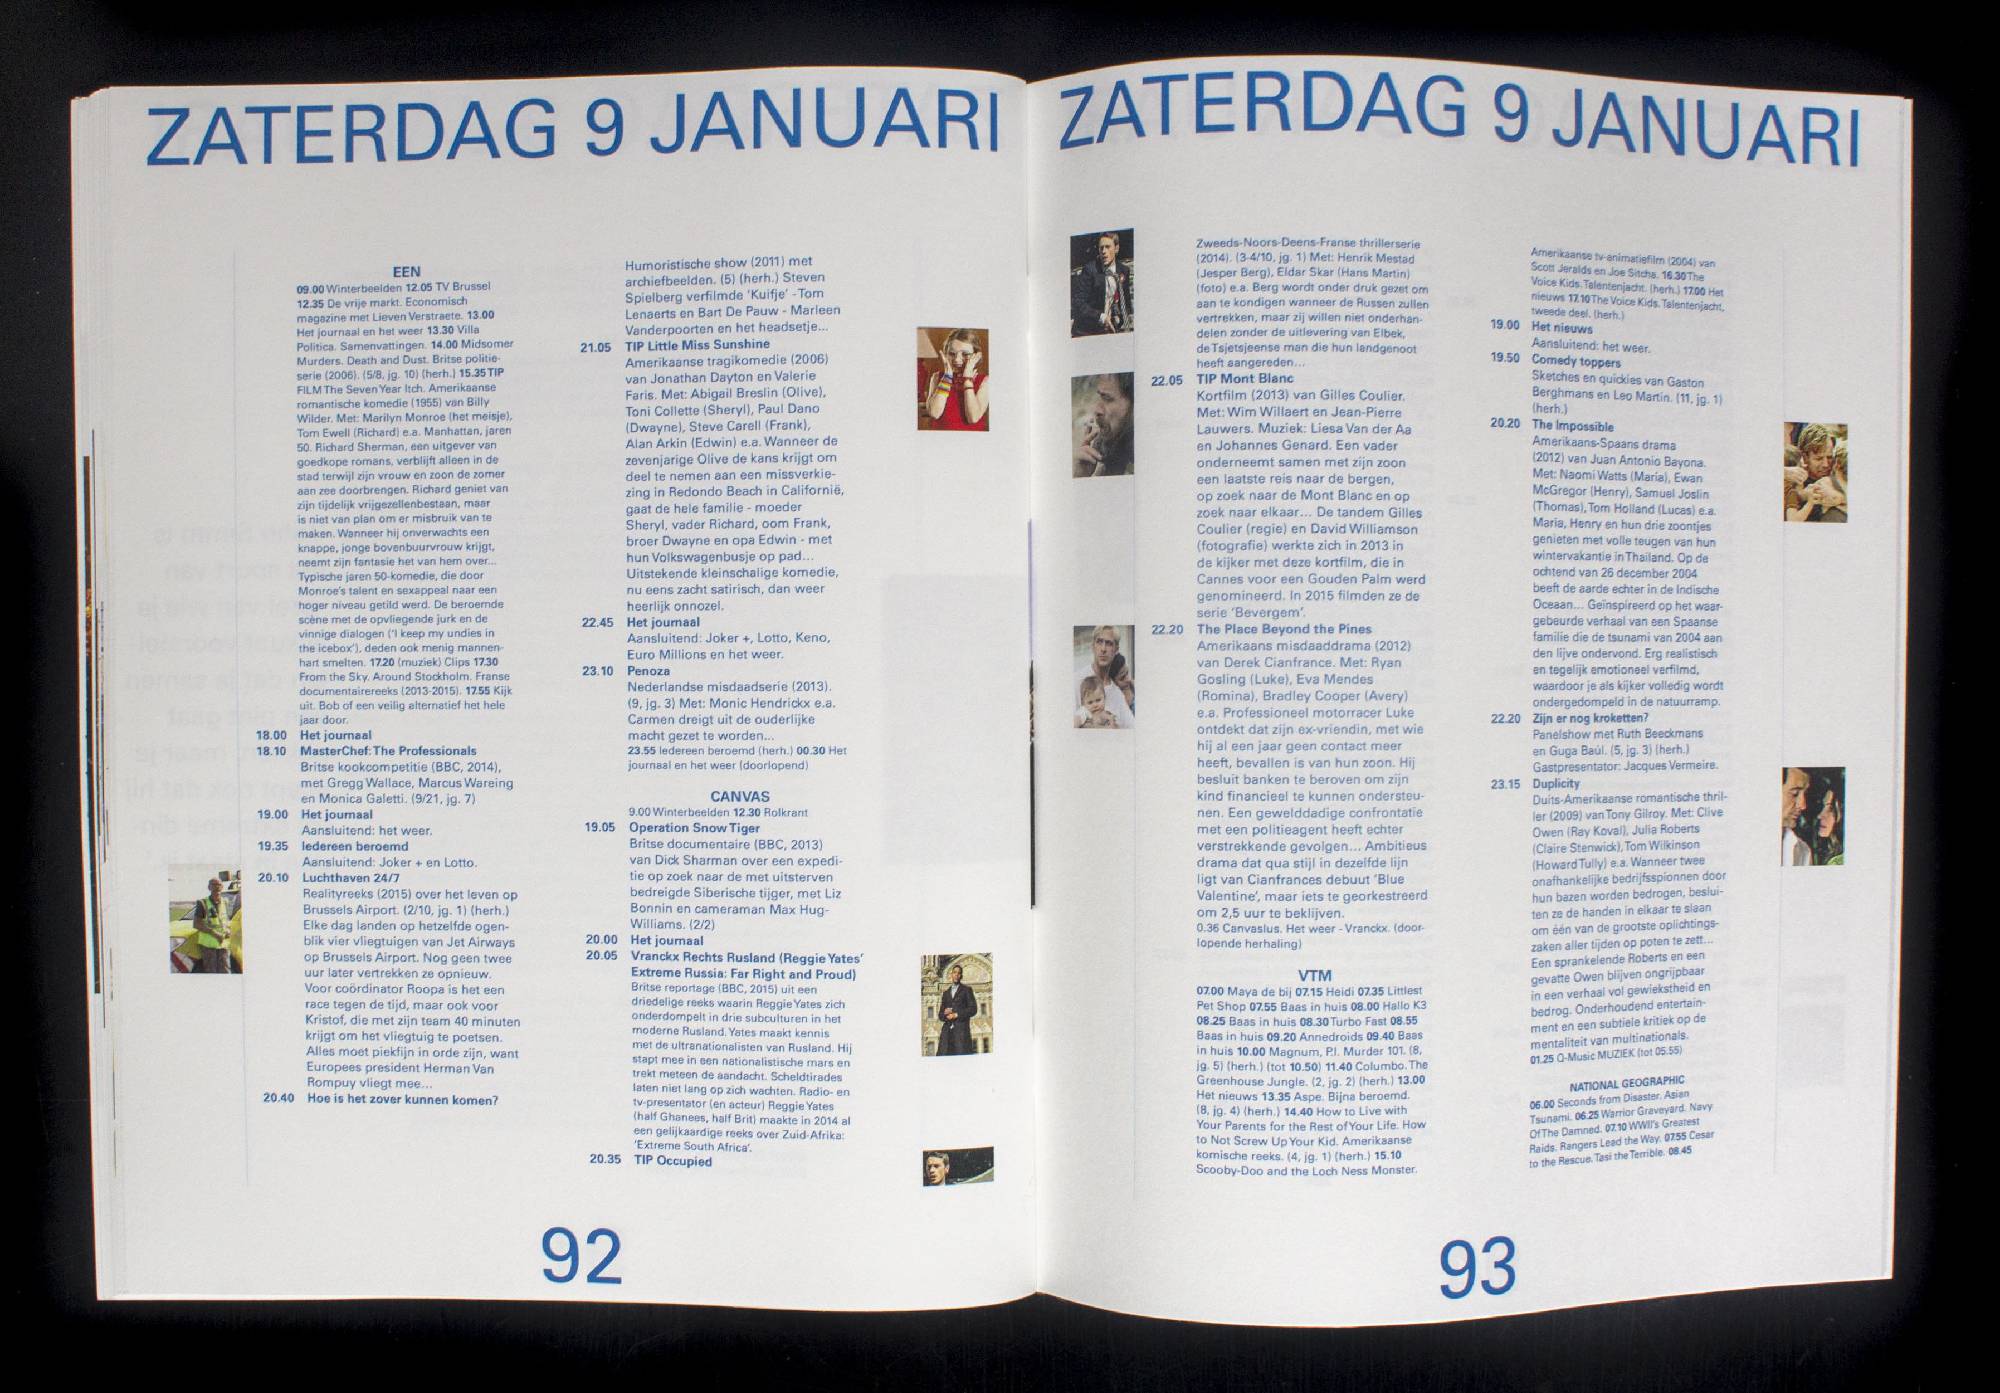 ZATERDAG 9 JANUARI
EEN
09.00 Winterbeelden 12.05 TV Brussel
12.35 De vrije markt. Economisch
magazine met Lieven Verstraete. 13.00
Het journaal en het weer 13.30 Villa
Politica. Samenvattingen. 14.00 Midsomer
Murders. Death and Dust. Britse politie-
serie (2006). (5/8, jg. 10) (herh.) 15.35 TIP
FILM The Seven Year Itch. Amerikaanse
romantische komedie (1955) van Billy
Wilder. Met: Marilyn Monroe (het meisje),
Tom Ewell (Richard) e.a. Manhattan, jaren
50. Richard Sherman, een uitgever van
goedkope romans, verblijft alleen in de
stad terwijl zijn vrouw en zoon de zomer
aan zee doorbrengen. Richard geniet van
zijn tijdelijk vrijgezellenbestaan, maar
is niet van plan om er misbruik van te
maken. Wanneer hij onverwachts een
knappe, jonge bovenbuurvrouw krijgt,
neemt zijn fantasie het van hem over...
Typische jaren 50-komedie, die door
Monroe's talent en sexappeal naar een
hoger niveau getild werd. De beroemde
scène met de opvliegende jurk en de
vinnige dialogen ('I keep my undies in
the icebox'), deden ook menig mannen-
hart smelten. 17.20 (muziek) Clips 17.30
From the Sky. Around Stockholm. Franse
documentairereeks (2013-2015). 17.55 Kijk
uit. Bob of een veilig alternatief het hele
jaar door.
18.00 Het journaal
18.10 MasterChef: The Professionals
Britse kookcompetitie (BBC, 2014),
met Gregg Wallace, Marcus Wareing
en Monica Galetti. (9/21, jg. 7)
19.00 Het journaal
Aansluitend: het weer.
19.35 Iedereen beroemd
Aansluitend: Joker + en Lotto.
20.10 Luchthaven 24/7
Realityreeks (2015) over het leven op
Brussels Airport. (2/10, jg. 1) (herh.)
Elke dag landen op hetzelfde ogen-
blik vier vliegtuigen van Jet Airways
op Brussels Airport. Nog geen twee
uur later vertrekken ze opnieuw.
Voor coördinator Roopa is het een
race tegen de tijd, maar ook voor
Kristof, die met zijn team 40 minuten
krijgt om het vliegtuig te poetsen.
Alles moet piekfijn in orde zijn, want
Europees president Herman Van
Rompuy vliegt mee...
20.40 Hoe is het zover kunnen komen?
Humoristische show (2011) met
archiefbeelden. (5) (herh.) Steven
Spielberg verfilmde 'Kuifje' - Tom
Lenaerts en Bart De Pauw - Marleen
Vanderpoorten en het headsetje...
21.05 TIP Little Miss Sunshine
Amerikaanse tragikomedie (2006)
van Jonathan Dayton en Valerie
Faris. Met: Abigail Breslin (Olive),
Toni Collette (Sheryl), Paul Dano
(Dwayne), Steve Carell (Frank),
Alan Arkin (Edwin) e.a. Wanneer de
zevenjarige Olive de kans krijgt om
deel te nemen aan een missverkie-
zing in Redondo Beach in Californië,
gaat de hele familie - moeder
Sheryl, vader Richard, oom Frank,
broer Dwayne en opa Edwin - met
hun Volkswagenbusje op pad...
Uitstekende kleinschalige komedie,
nu eens zacht satirisch, dan weer
heerlijk onnozel.
22.45 Het journaal
Aansluitend: Joker +, Lotto, Keno,
Euro Millions en het weer.
23.10 Penoza
Nederlandse misdaadserie (2013).
(9, jg. 3) Met: Monic Hendrickx e.a.
Carmen dreigt uit de ouderlijke
macht gezet te worden...
23.55 Iedereen beroemd (herh.) 00.30 Het
journaal en het weer (doorlopend)
CANVAS
9.00 Winterbeelden 12.30 Rolkrant
19.05 Operation Snow Tiger
Britse documentaire (BBC, 2013)
van Dick Sharman over een expedi-
tie op zoek naar de met uitsterven
bedreigde Siberische tijger, met Liz
Bonnin en cameraman Max Hug-
Williams. (2/2)
20.00 Het journaal
20.05 Vranckx Rechts Rusland (Reggie Yates'
Extreme Russia: Far Right and Proud)
Britse reportage (BBC, 2015) uit een
driedelige reeks waarin Reggie Yates zich
onderdompelt in drie subculturen in het
moderne Rusland. Yates maakt kennis
met de ultranationalisten van Rusland. Hij
stapt mee in een nationalistische mars en
trekt meteen de aandacht. Scheldtirades
laten niet lang op zich wachten. Radio- en
tv-presentator (en acteur) Reggie Yates
(half Ghanees, half Brit) maakte in 2014 al
een gelijkaardige reeks over Zuid-Afrika:
'Extreme South Africa'.
20.35 TIP Occupied
92
ZATERDAG 9 JANUARI
Zweeds-Noors-Deens-Franse thrillerserie
(2014). (3-4/10, jg. 1) Met: Henrik Mestad
(Jesper Berg), Eldar Skar (Hans Martin)
(foto) e.a. Berg wordt onder druk gezet om
aan te kondigen wanneer de Russen zullen
vertrekken, maar zij willen niet onderhan-
delen zonder de uitlevering van Elbek,
de Tsjetsjeense man die hun landgenoot
heeft aangereden...
22.05 TIP Mont Blanc
Kortfilm (2013) van Gilles Coulier.
Met: Wim Willaert en Jean-Pierre
Lauwers. Muziek: Liesa Van der Aa
en Johannes Genard. Een vader
onderneemt samen met zijn zoon
een laatste reis naar de bergen,
op zoek naar de Mont Blanc en op
zoek naar elkaar... De tandem Gilles
Coulier (regie) en David Williamson
(fotografie) werkte zich in 2013 in
de kijker met deze kortfilm, die in
Cannes voor een Gouden Palm werd
genomineerd. In 2015 filmden ze de
serie 'Bevergem'.
22.20 The Place Beyond the Pines
Amerikaans misdaaddrama (2012)
van Derek Cianfrance. Met: Ryan
Gosling (Luke), Eva Mendes
(Romina), Bradley Cooper (Avery)
e.a. Professioneel motorracer Luke
ontdekt dat zijn ex-vriendin, met wie
hij al een jaar geen contact meer
heeft, bevallen is van hun zoon. Hij
besluit banken te beroven om zijn
kind financieel te kunnen ondersteu-
nen. Een gewelddadige confrontatie
met een politieagent heeft echter
verstrekkende gevolgen... Ambitieus
drama dat qua stijl in dezelfde lijn
ligt van Cianfrances debuut 'Blue
Valentine', maar iets te georkestreerd
om 2,5 uur te beklijven.
0.36 Canvaslus. Het weer - Vranckx. (door-
lopende herhaling)
VTM
07.00 Maya de bij 07.15 Heidi 07.35 Littlest
Pet Shop 07.55 Baas in huis 08.00 Hallo K3
08.25 Baas in huis 08.30 Turbo Fast 08.55
Baas in huis 09.20 Annedroids 09.40 Baas
in huis 10.00 Magnum, P.I. Murder 101. (8,
jg. 5) (herh.) (tot 10.50) 11.40 Columbo. The
Greenhouse Jungle. (2, jg. 2) (herh.) 13.00
Het nieuws 13.35 Aspe. Bijna beroemd.
(8, jg. 4) (herh.) 14.40 How to Live with
Your Parents for the Rest of Your Life. How
to Not Screw Up Your Kid. Amerikaanse
komische reeks. (4, jg. 1) (herh.) 15.10
Scooby-Doo and the Loch Ness Monster.
Amerikaanse tv-animatiefilm (2004) van
Scott Jeralds en Joe Sitcha. 16.30 The
Voice Kids. Talentenjacht. (herh.) 17.00 Het
nieuws 17.10 The Voice Kids. Talentenjacht,
tweede deel. (herh.)
19.00 Het nieuws
Aansluitend: het weer.
19.50 Comedy toppers
Sketches en quickies van Gaston
Berghmans en Leo Martin. (11, jg. 1)
(herh.)
20.20 The Impossible
Amerikaans-Spaans drama
(2012) van Juan Antonio Bayona.
Met: Naomi Watts (Maria), Ewan
McGregor (Henry), Samuel Joslin
(Thomas), Tom Holland (Lucas) e.a.
Maria, Henry en hun drie zoontjes
genieten met volle teugen van hun
wintervakantie in Thailand. Op de
ochtend van 26 december 2004
beeft de aarde echter in de Indische
Oceaan... Geïnspireerd op het waar-
gebeurde verhaal van een Spaanse
familie die de tsunami van 2004 aan
den lijve ondervond. Erg realistisch
en tegelijk emotioneel verfilmd,
waardoor je als kijker volledig wordt
ondergedompeld in de natuurramp.
22.20 Zijn er nog kroketten?
Panelshow met Ruth Beeckmans
en Guga Baúl. (5, jg. 3) (herh.)
Gastpresentator: Jacques Vermeire.
23.15 Duplicity
Duits-Amerikaanse romantische thril-
ler (2009) van Tony Gilroy. Met: Clive
Owen (Ray Koval), Julia Roberts
(Claire Stenwick), Tom Wilkinson
(Howard Tully) e.a. Wanneer twee
onafhankelijke bedrijfsspionnen door
hun bazen worden bedrogen, beslui-
ten ze de handen in elkaar te slaan
om één van de grootste oplichtings-
zaken aller tijden op poten te zett...
Een sprankelende Roberts en een
gevatte Owen blijven ongrijpbaar
in een verhaal vol gewiekstheid en
bedrog. Onderhoudend entertain-
ment en een subtiele kritiek op de
mentaliteit van multinationals.
01.25 Q-Music MUZIEK (tot 05.55)
NATIONAL GEOGRAPHIC
06.00 Seconds from Disaster. Asian
Tsunami. 06.25 Warrior Graveyard. Navy
Of The Damned. 07.10 WWII's Greatest
Raids. Rangers Lead the Way. 07.55 Cesar
to the Rescue. Tasi the Terrible. 08.45
93